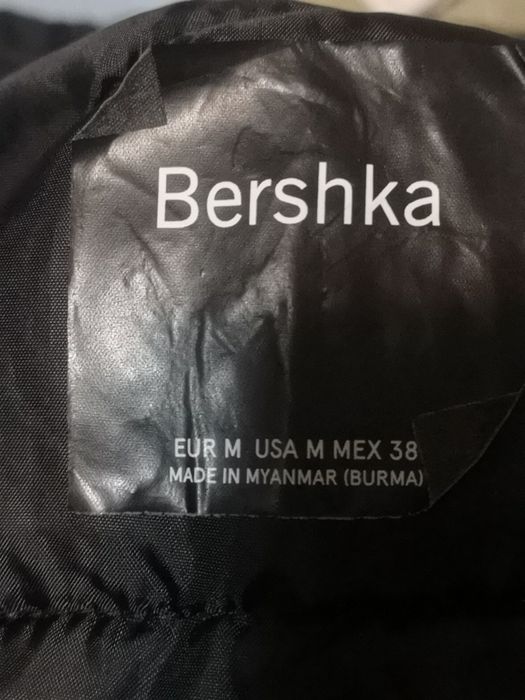 Bershka
EUR M USA M MEX 38
MADE IN MYANMAR (BURMA)